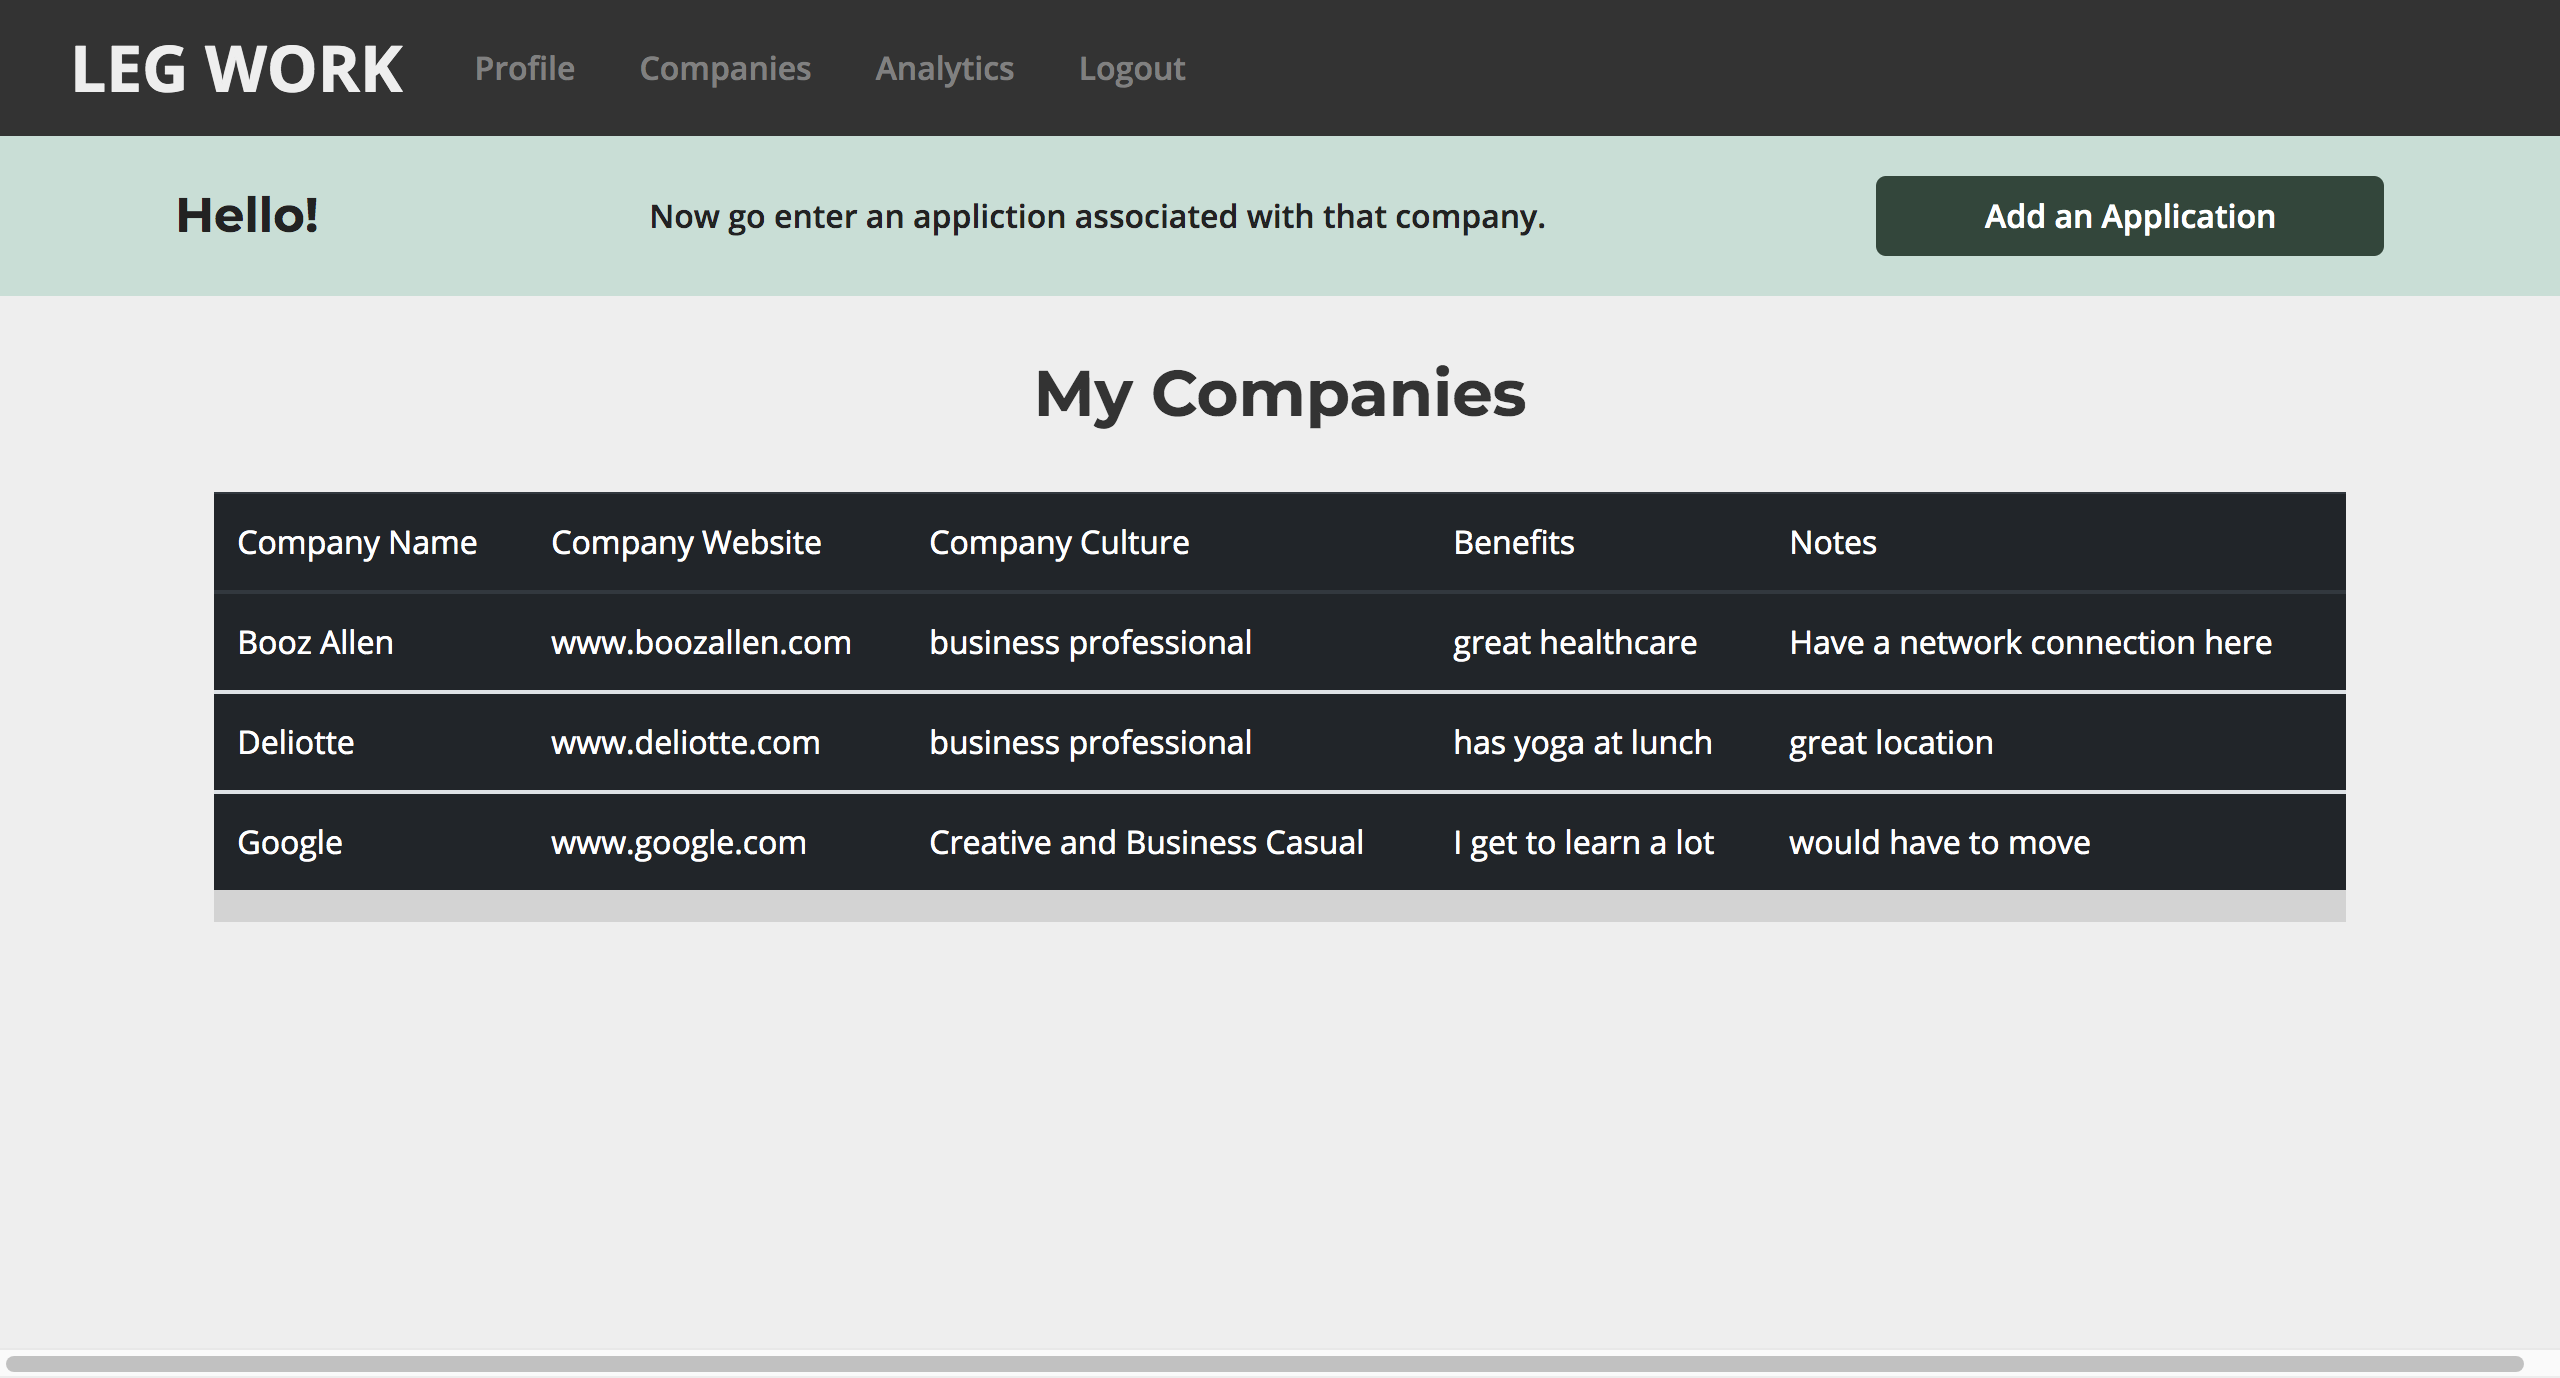 LEG WORK Profile Companies Analytics Logout
Hello! Now go enter an appliction associated with that company. Add an Application
My Companies
Company Name Company Website Company Culture Benefits Notes
Booz Allen www.boozallen.com business professional great healthcare Have a network connection here
Deliotte www.deliotte.com business professional has yoga at lunch great location
Google www.google.com Creative and Business Casual I get to learn a lot would have to move